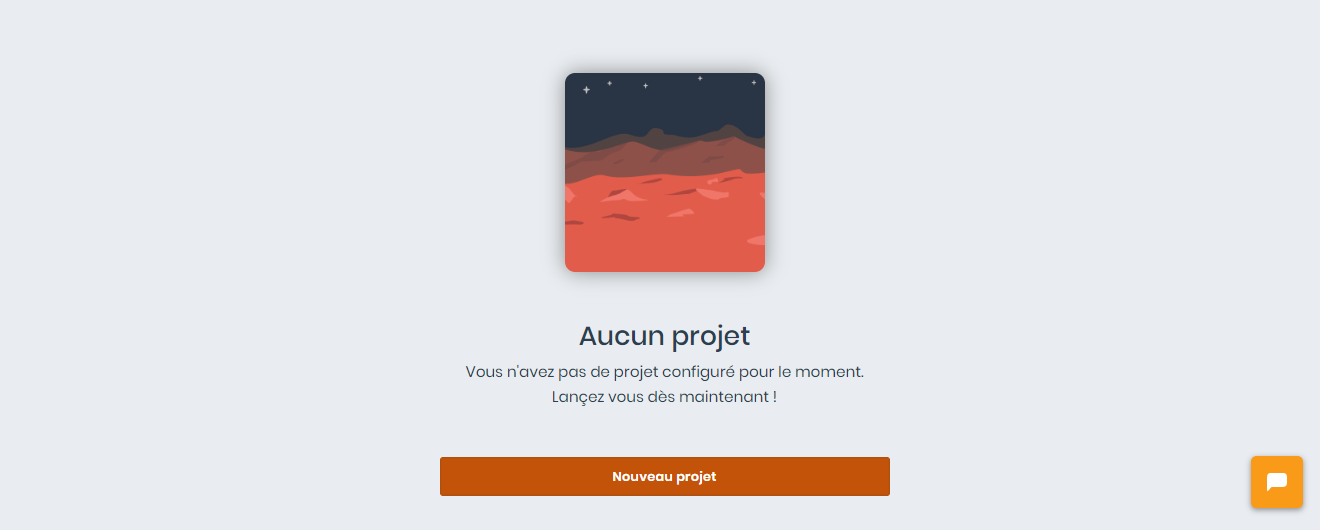 Aucun projet
Vous n'avez pas de projet configuré pour le moment.
Lançez vous dès maintenant !
Nouveau projet